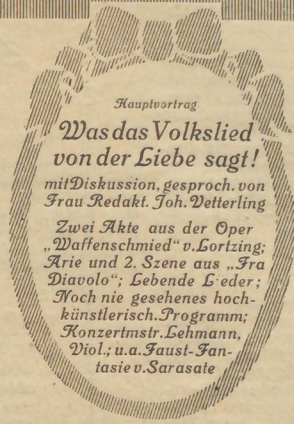 Hauptvortrag
Was das Volkslied
von der Liebe sagt!
mit Diskussion, gesproch. von
Frau Redakt. Joh. Vetterling
Zwei Akte aus der Oper
„Waffenschmied“ v. Lortzing;
Arie und 2. Szene aus „Fra
Diavolo“; Lebende L eder;
Noch nie gesehenes hoch-
künstlerisch. Programm;
Konzertmstr. Lehmann,
Viol.; u. a. Faust-Fan-
tasie v. Sarasate